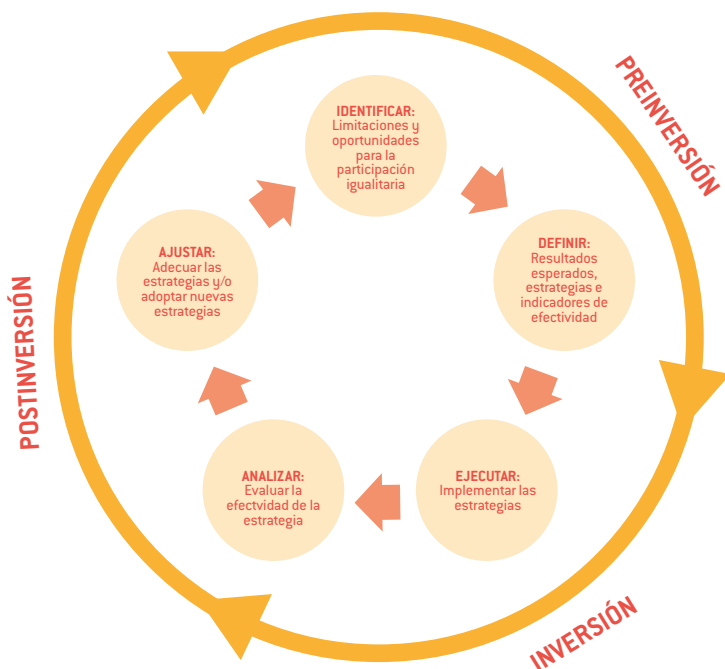 PREINVERSIÓN
IDENTIFICAR:
Limitaciones y
oportunidades
para la
participación
igualitaria
DEFINIR:
Resultados
esperados,
estrategias e
indicadores de
efectividad
EJECUTAR:
Implementar las
estrategias
INVERSIÓN
ANALIZAR:
Evaluar la
efectvidad de la
estrategia
AJUSTAR:
Adecuar las
estrategias y/o
adoptar nuevas
estrategias
POSTINVERSIÓN